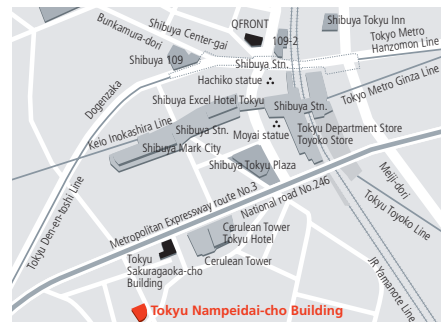 QFRONT
Shibuya Tokyu Inn
Shibuya Center-gai
Bunkamura-dori
109-2
Tokyo Metro
Hanzomon Line
Shibuya 109
Shibuya Stn.
Hachiko statue
Dogenzaka
Shibuya Excel Hotel Tokyu
Shibuya Stn.
Tokyo Metro Ginza Line
Keio Inokashira Line
Shibuya Stn.
Moyai statue
Tokyu Department Store
Toyoko Store
Shibuya Mark City
Shibuya Tokyu Plaza
Meiji-dori
Tokyu Den-en-toshi Line
Metropolitan Expressway route No.3
National road No.246
Tokyu Toyoko Line
Cerulean Tower
Tokyu Hotel
Tokyu
Sakuragaoka-cho
Building
Cerulean Tower
JR Yamanote Line
Tokyu Nampeidai-cho Building